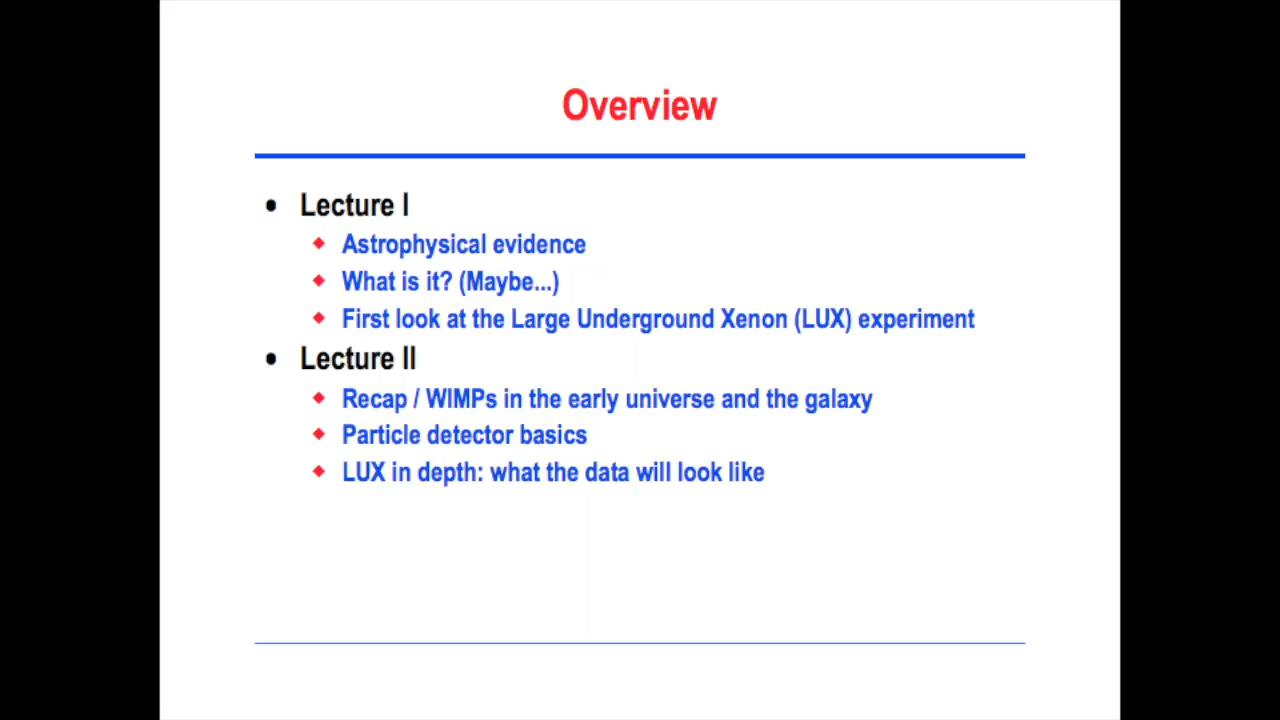 Overview
• Lecture I
◆ Astrophysical evidence
◆ What is it? (Maybe...)
◆ First look at the Large Underground Xenon (LUX) experiment
• Lecture II
◆ Recap / WIMPs in the early universe and the galaxy
◆ Particle detector basics
◆ LUX in depth: what the data will look like